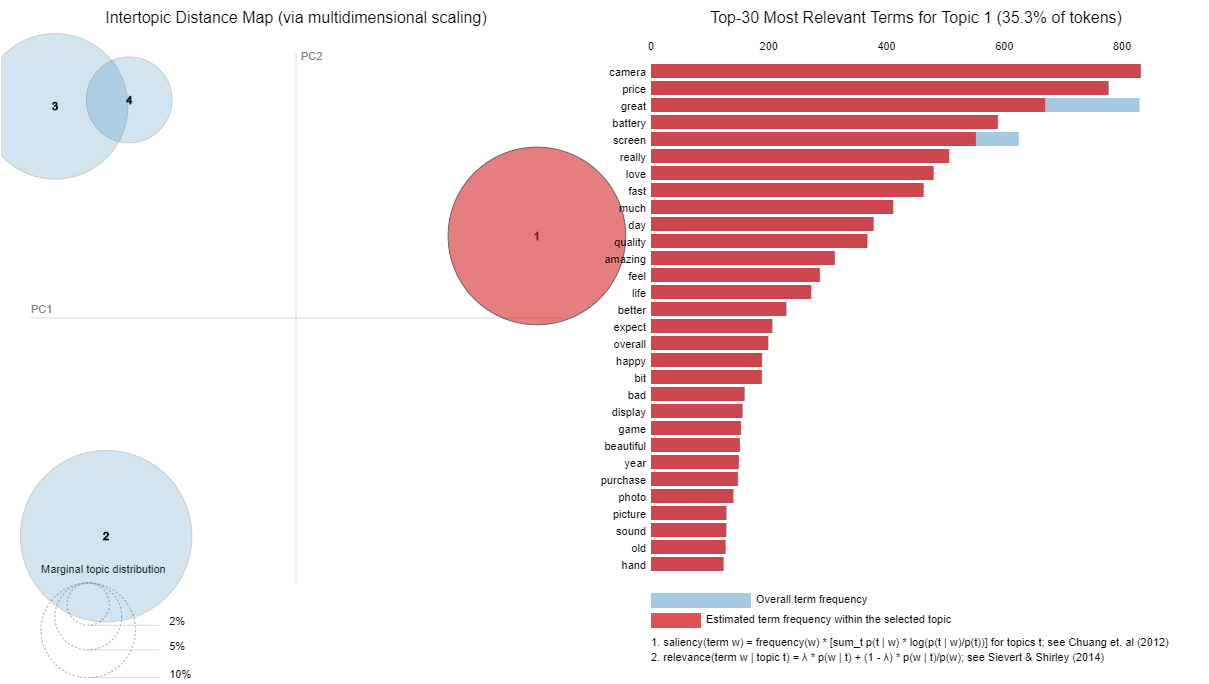 Intertopic Distance Map (via multidimensional scaling)
PC2
PC1
3
4
1
2
Marginal topic distribution
2%
5%
10%
Top-30 Most Relevant Terms for Topic 1 (35.3% of tokens)
0 200 400 600 800
camera
price
great
battery
screen
really
love
fast
much
day
quality
amazing
feel
life
better
expect
overall
happy
bit
bad
display
game
beautiful
year
purchase
photo
picture
sound
old
hand
Overall term frequency
Estimated term frequency within the selected topic
1. saliency(term w) = frequency(w) * [sum_t p(t | w) * log(p(t | w)/p(t))] for topics t; see Chuang et. al (2012)
2. relevance(term w | topic t) = λ * p(w | t) + (1 - λ) * p(w | t)/p(w); see Sievert & Shirley (2014)